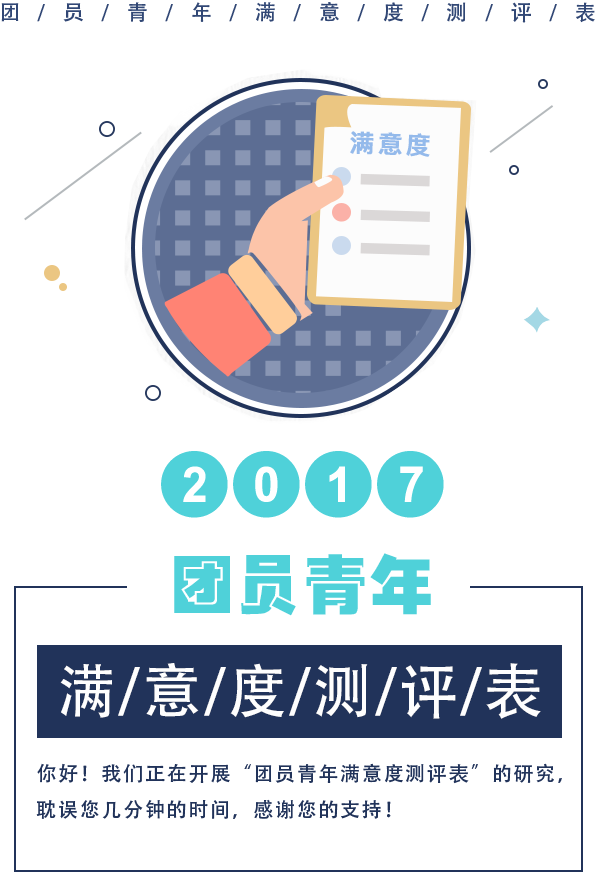 团/员/青/年/满/意/度/测/评/表
满意度
2017
团员青年
满/意/度/测/评/表
你好！我们正在开展“团员青年满意度测评表”的研究，
耽误您几分钟的时间，感谢您的支持！